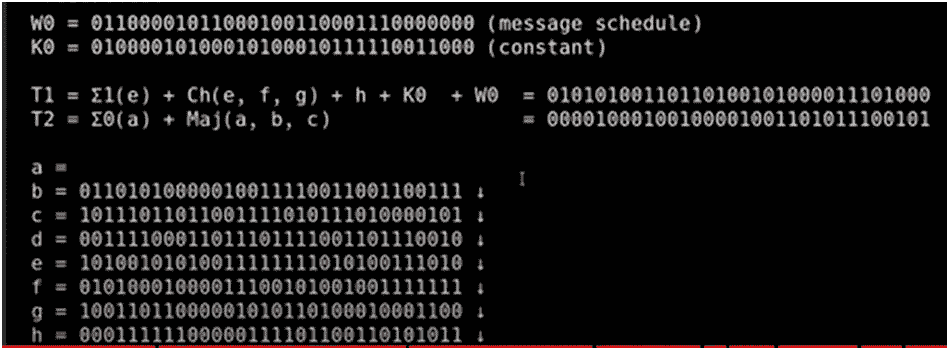 W0 = 01100001011000100110001110000000 (message schedule)
K0 = 01000010100010100010111110011000 (constant)
T1 = Σ1(e) + Ch(e, f, g) + h + K0  + W0  = 01010100110110100101000011101000
T2 = Σ0(a) + Maj(a, b, c)                = 00001000100100001001101011100101
a =
b = 01101010000010011110011001100111 ↓
c = 10111011011001111010111010000101 ↓
d = 00111100011011101111001101110010 ↓
e = 10100101010011111111010100111010 ↓
f = 01010001000011100101001001111111 ↓
g = 10011011000001010110100010001100 ↓
h = 00011111100000111101100110101011 ↓